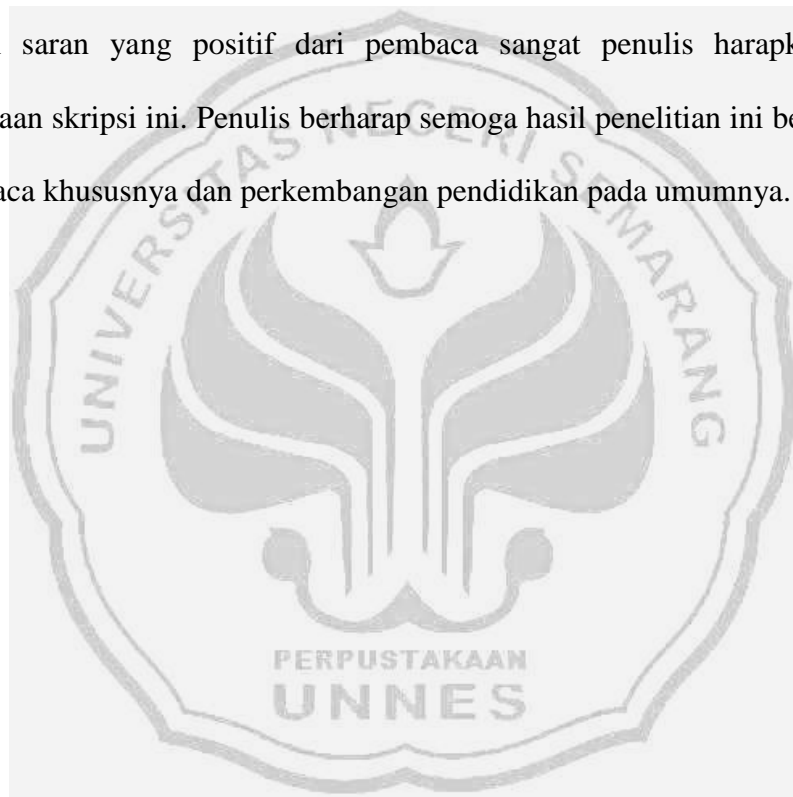 saran yang positif dari pembaca sangat penulis harapk
aan skripsi ini. Penulis berharap semoga hasil penelitian ini be
aca khususnya dan perkembangan pendidikan pada umumnya.
UNIVERSITAS NEGERI SEMARANG
PERPUSTAKAAN
UNNES